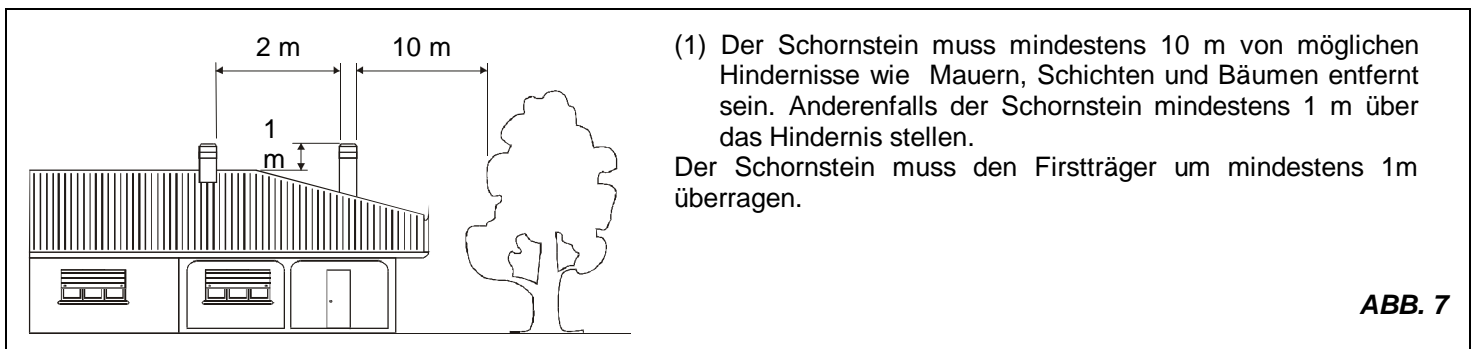 2 m
10 m
1
m
(1) Der Schornstein muss mindestens 10 m von möglichen
Hindernisse wie Mauern, Schichten und Bäumen entfernt
sein. Anderenfalls der Schornstein mindestens 1 m über
das Hindernis stellen.
Der Schornstein muss den Firstträger um mindestens 1m
überragen.
ABB. 7